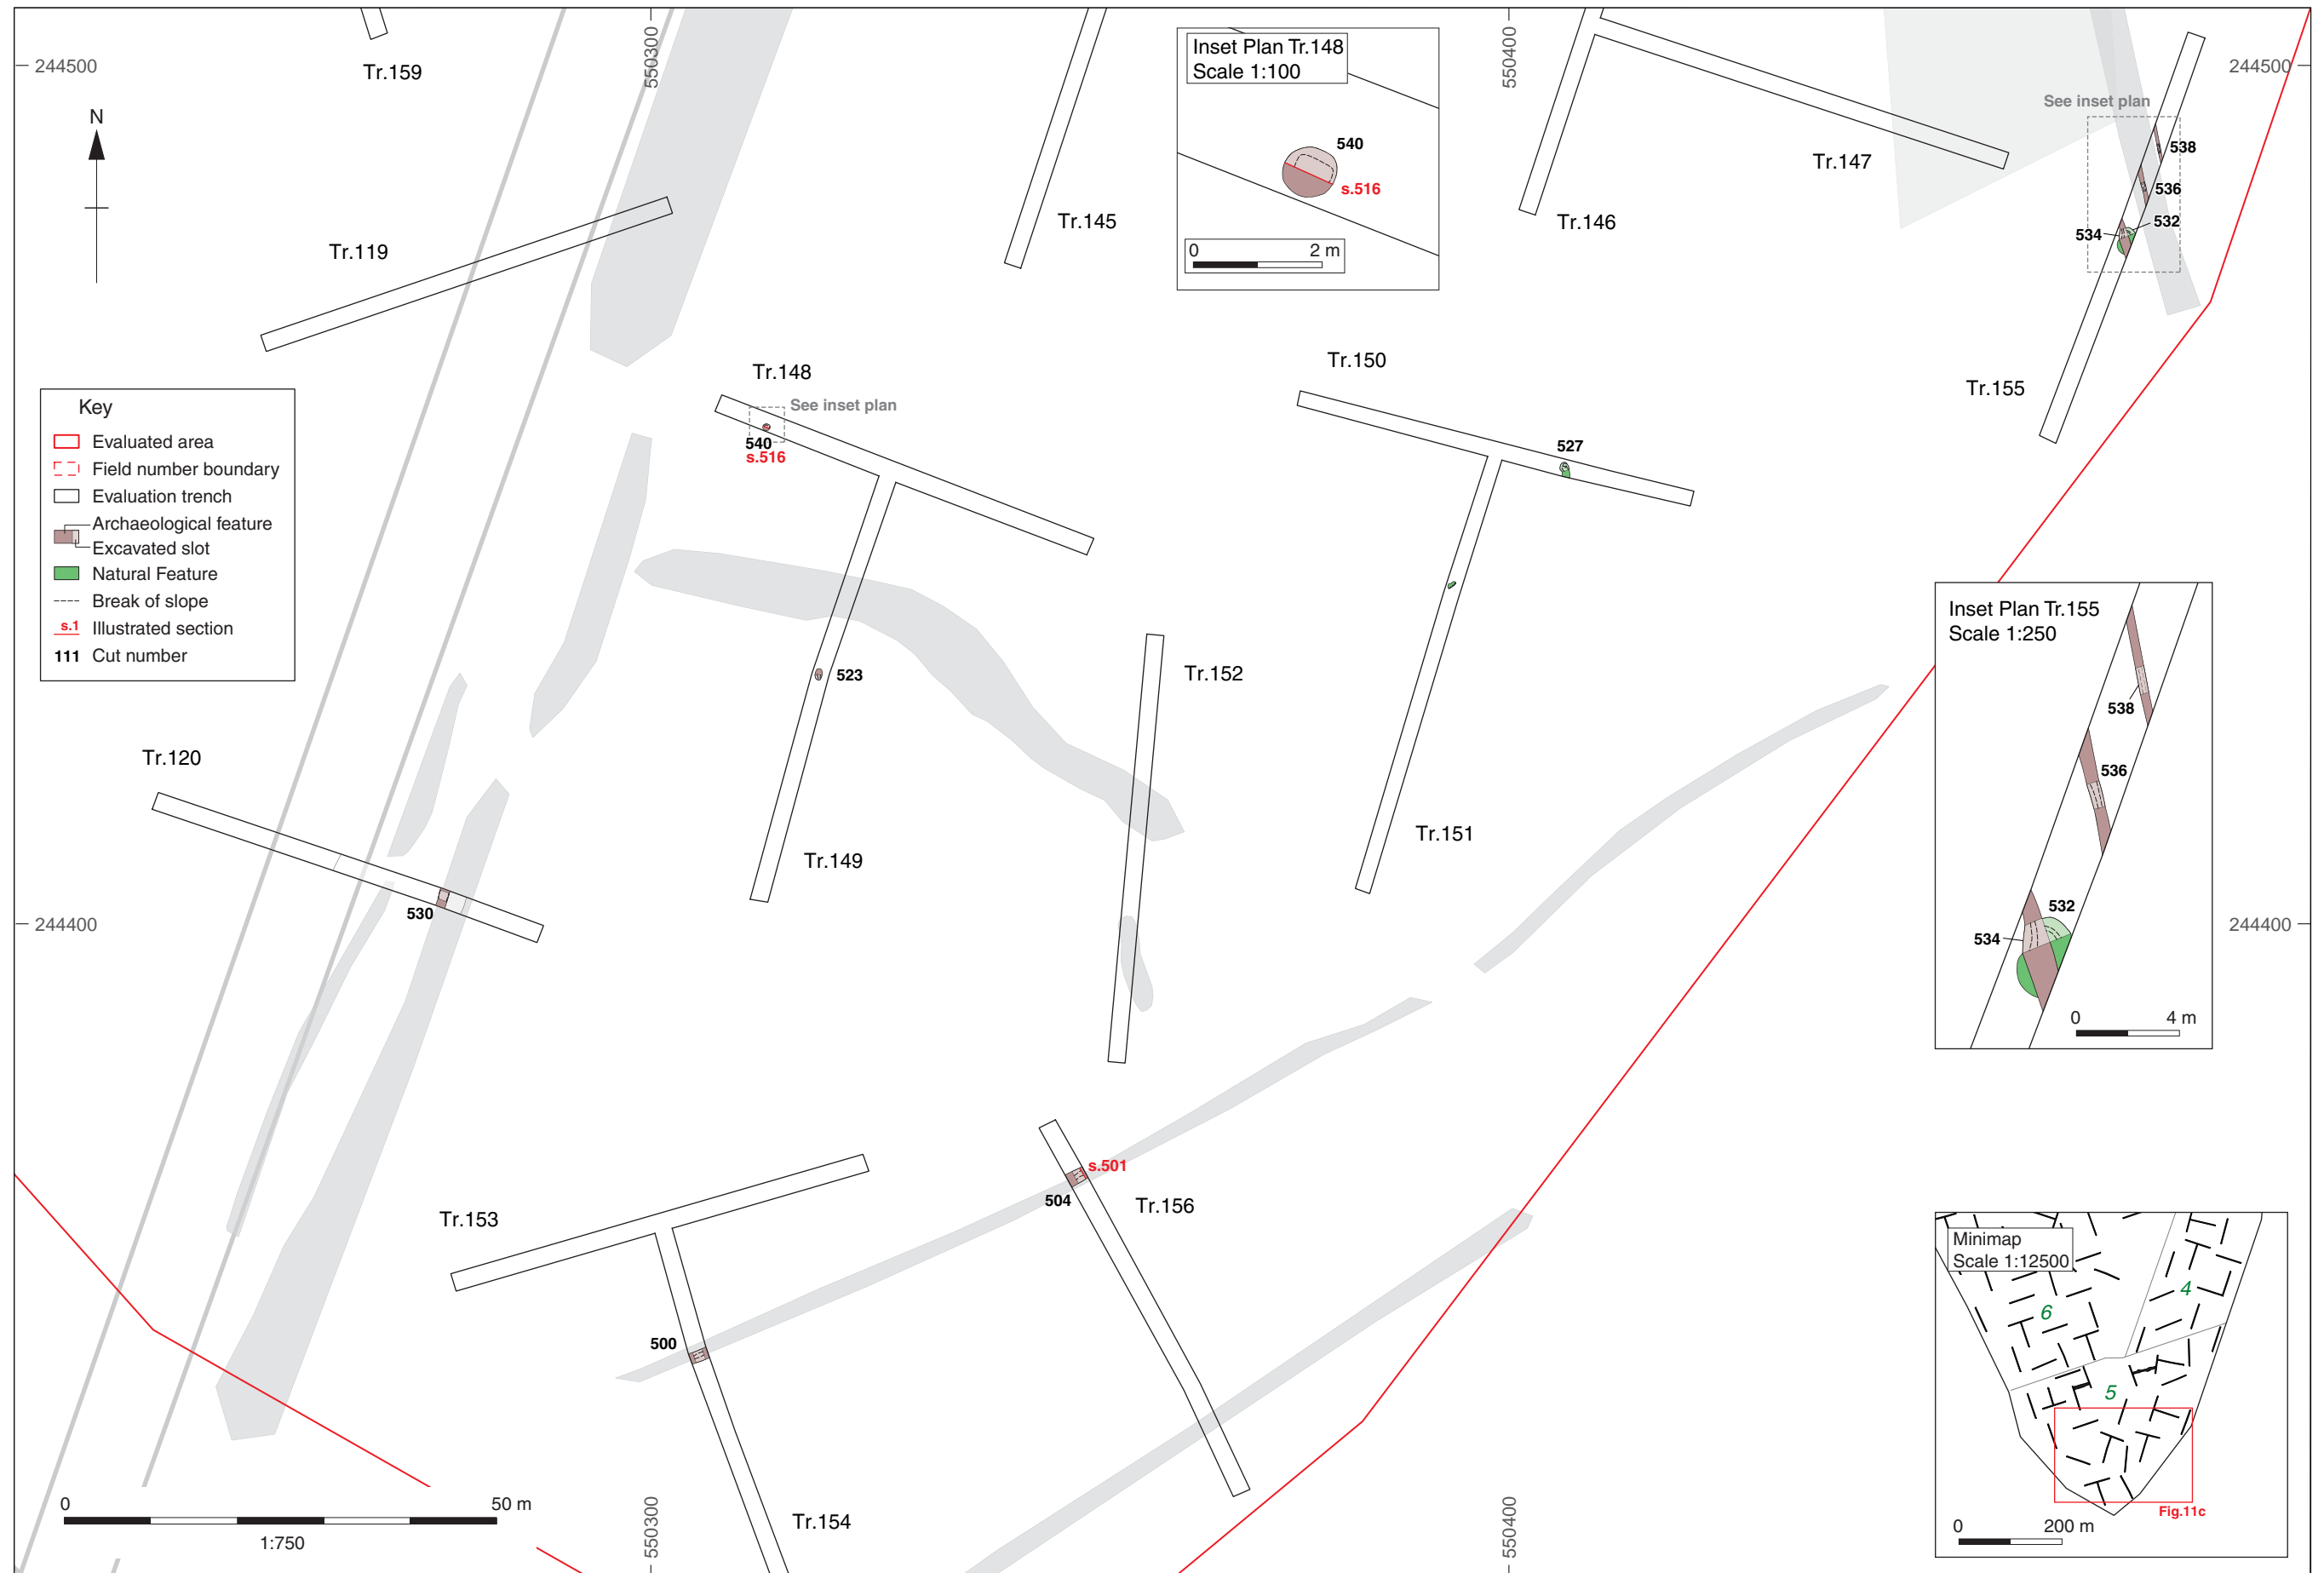 550300
550400
244500
244500
Tr.159
N
Inset Plan Tr.148
Scale 1:100
540
s.516
0 2 m
See inset plan
538
536
532
534
Tr.147
Tr.145
Tr.146
Tr.119
Tr.148
See inset plan
540
s.516
Tr.150
527
Tr.155
Key
Evaluated area
Field number boundary
Evaluation trench
Archaeological feature
Excavated slot
Natural Feature
Break of slope
s.1 Illustrated section
111 Cut number
Inset Plan Tr.155
Scale 1:250
538
536
532
534
0 4 m
523
Tr.152
Tr.120
Tr.151
Tr.149
530
244400
244400
s.501
504
Tr.156
Tr.153
500
Tr.154
Minimap
Scale 1:12500
4
6
5
Fig.11c
0 200 m
0 50 m
1:750
550300
550400